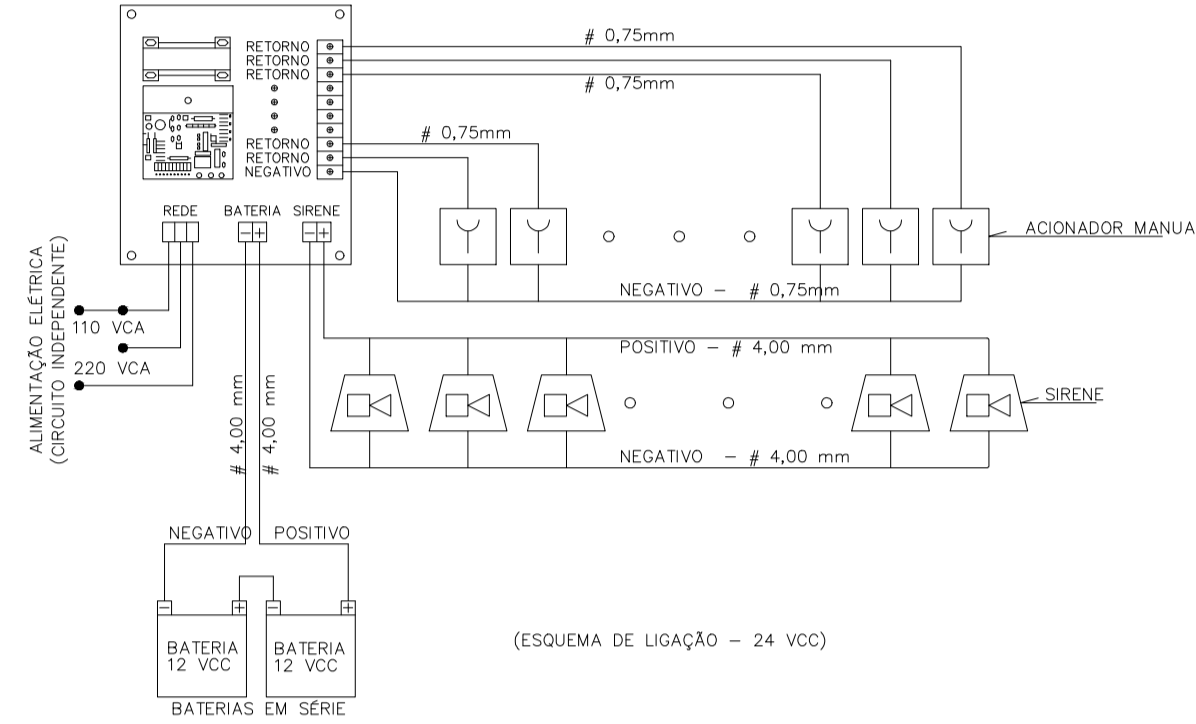 # 0,75mm
RETORNO
RETORNO
RETORNO
# 0,75mm
# 0,75mm
RETORNO
RETORNO
NEGATIVO
REDE
BATERIA
SIRENE
- +
- +
ACIONADOR MANUA
ALIMENTAÇÃO ELÉTRICA
(CIRCUITO INDEPENDENTE)
NEGATIVO - # 0,75mm
110 VCA
220 VCA
POSITIVO - # 4,00 mm
SIRENE
# 4,00 mm
# 4,00 mm
NEGATIVO - # 4,00 mm
NEGATIVO
POSITIVO
- +
- +
BATERIA
12 VCC
BATERIA
12 VCC
(ESQUEMA DE LIGAÇÃO - 24 VCC)
BATERIAS EM SÉRIE